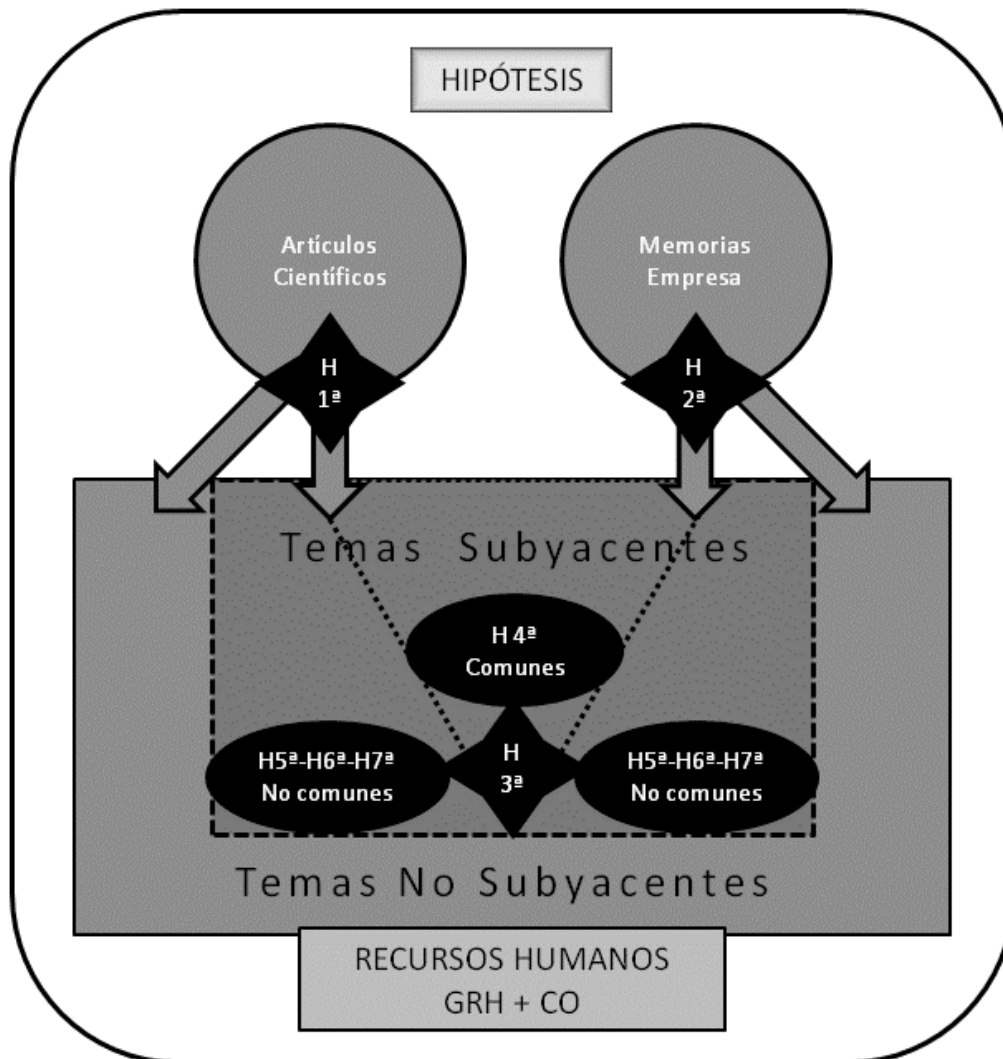 HIPÓTESIS
Artículos
Científicos
Memorias
Empresa
H
1ª
H
2ª
Temas Subyacentes
H 4ª
Comunes
H5ª-H6ª-H7ª
No comunes
H
3ª
H5ª-H6ª-H7ª
No comunes
Temas No Subyacentes
RECURSOS HUMANOS
GRH + CO